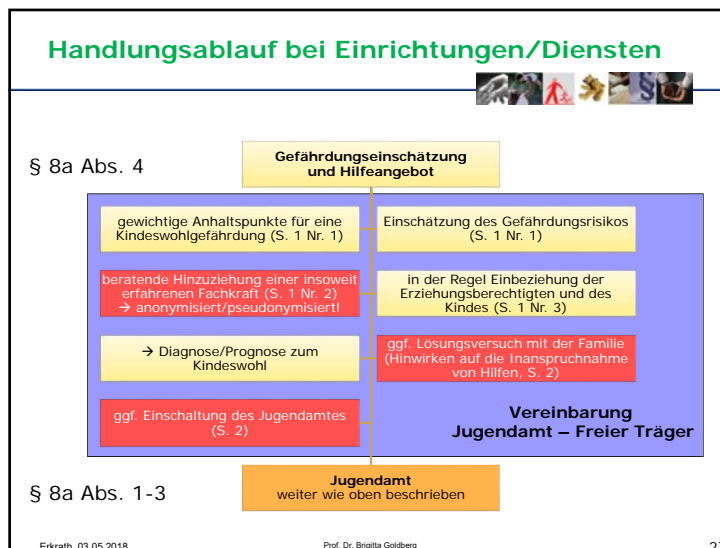 Handlungsablauf bei Einrichtungen/Diensten
§ 8a Abs. 4
Gefährdungseinschätzung
und Hilfeangebot
gewichtige Anhaltspunkte für eine
Kindeswohlgefährdung (S. 1 Nr. 1)
Einschätzung des Gefährdungsrisikos
(S. 1 Nr. 1)
beratende Hinzuziehung einer insoweit
erfahrenen Fachkraft (S. 1 Nr. 2)
→ anonymisiert/pseudonymisiert!
in der Regel Einbeziehung der
Erziehungsberechtigten und des
Kindes (S. 1 Nr. 3)
→ Diagnose/Prognose zum
Kindeswohl
ggf. Lösungsversuch mit der Familie
(Hinwirken auf die Inanspruchnahme
von Hilfen, S. 2)
ggf. Einschaltung des Jugendamtes
(S. 2)
Vereinbarung
Jugendamt – Freier Träger
§ 8a Abs. 1-3
Jugendamt
weiter wie oben beschrieben
Erkrath, 03.05.2018
Prof. Dr. Brigitta Goldberg